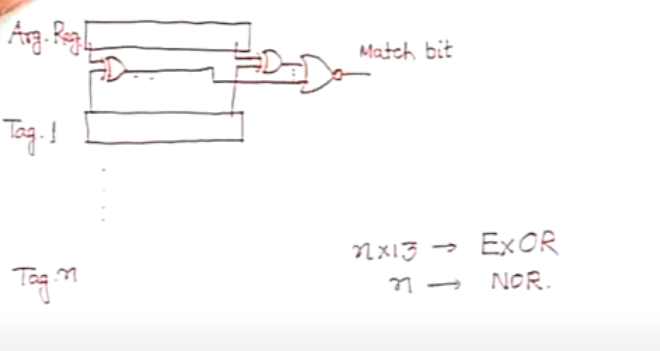 Arg. Reg.
Match bit
Tag. 1
n×13 → EXOR
Tag. n
n → NOR.